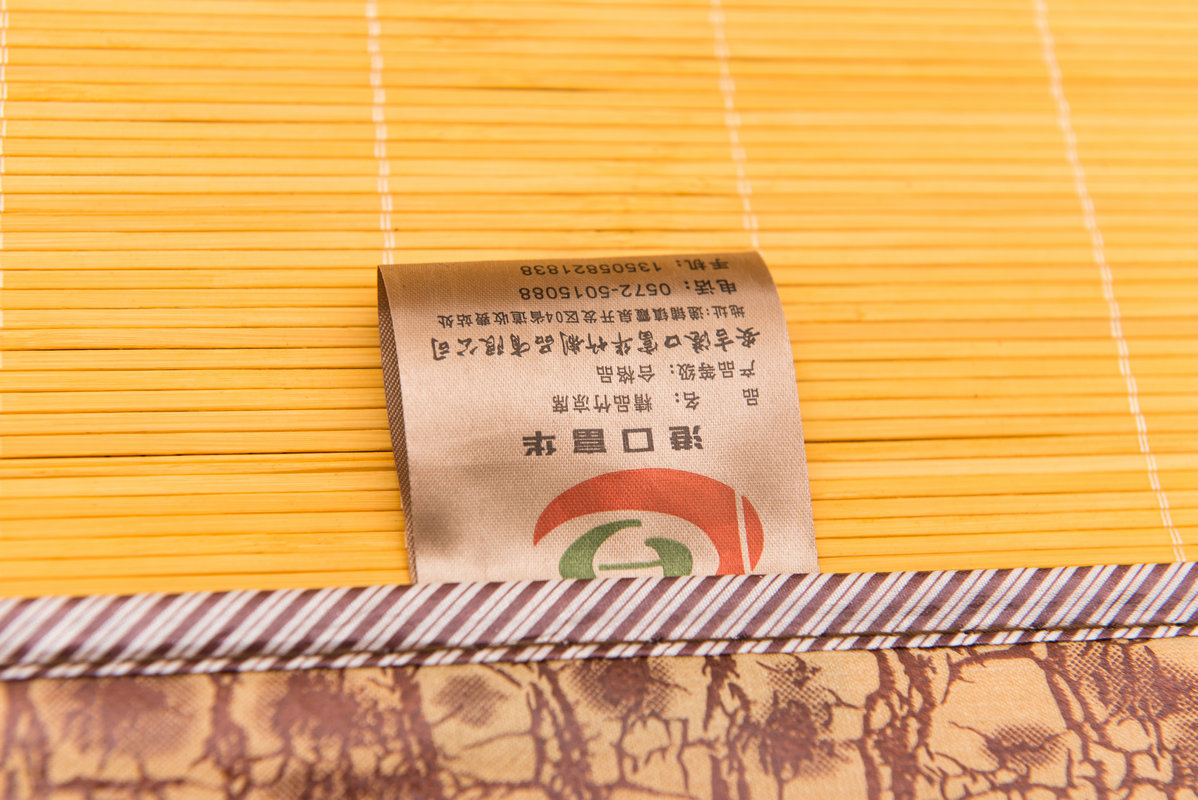 港口富华
品 名：精品竹凉席
产品等级：合格品
安吉港口富华竹制品有限公司
地址:递铺镇灵泉开发区04省道收费站处
电话：0572-5015088
手机：13505821838